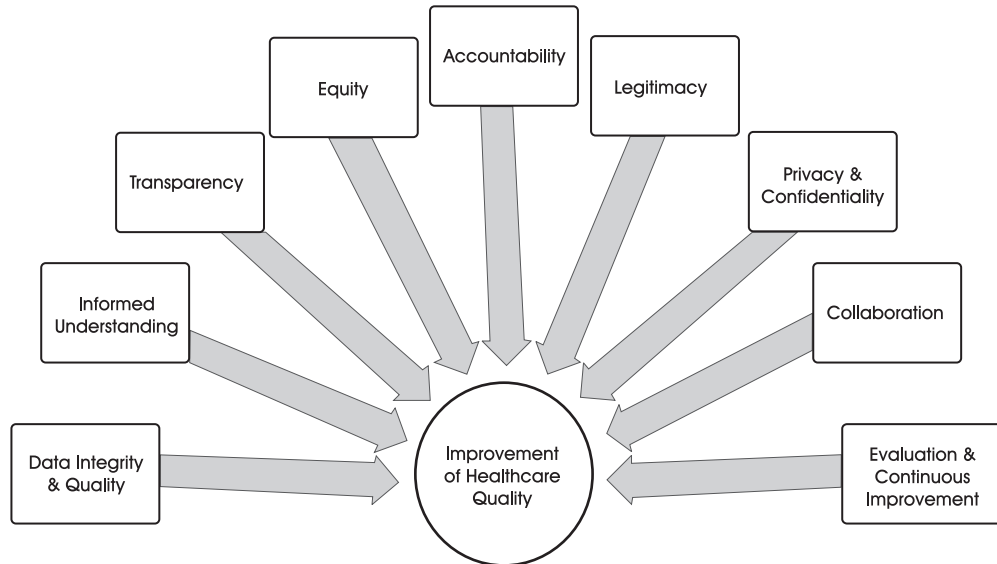 Accountability
Equity
Legitimacy
Transparency
Privacy &
Confidentiality
Informed
Understanding
Collaboration
Data Integrity
& Quality
Improvement
of Healthcare
Quality
Evaluation &
Continuous
Improvement